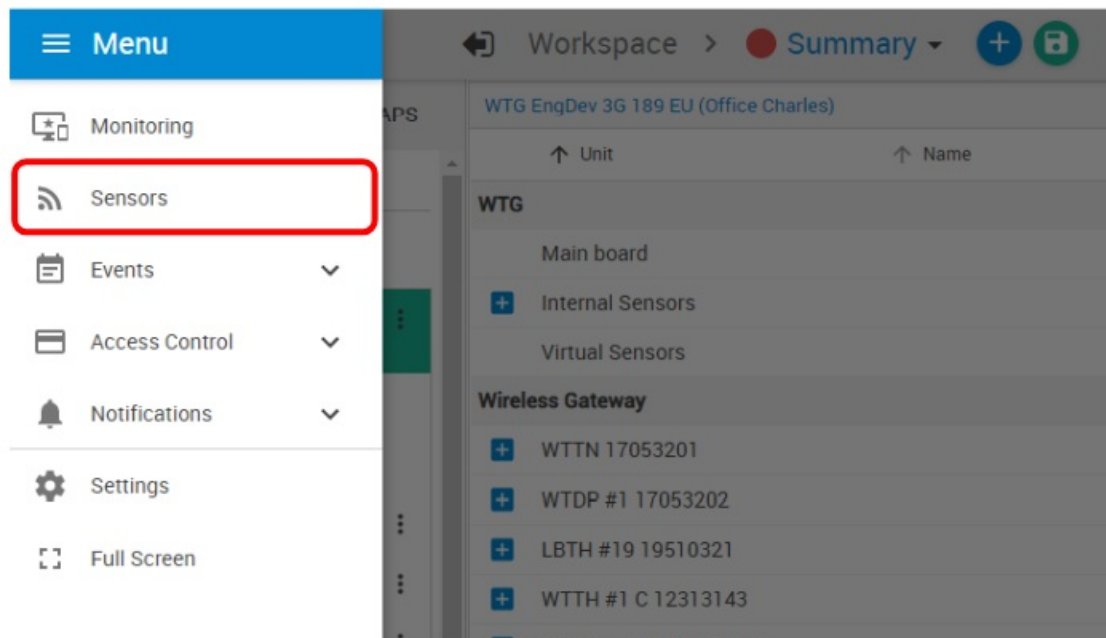 Menu
Monitoring
Sensors
Events
Access Control
Notifications
Settings
Full Screen
Workspace > Summary
APS
WTG EngDev 3G 189 EU (Office Charles)
Unit Name
WTG
Main board
Internal Sensors
Virtual Sensors
Wireless Gateway
WTTN 17053201
WTDP #1 17053202
LBTH #19 19510321
WTTH #1 C 12313143